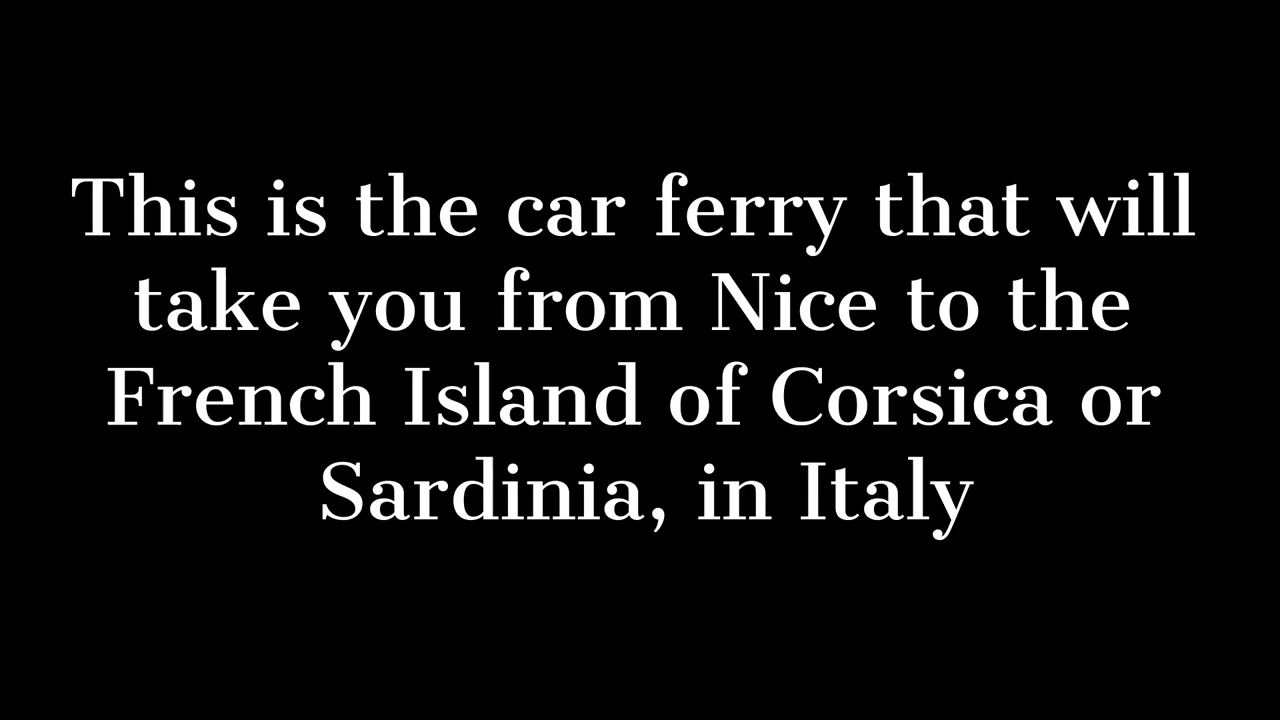 This is the car ferry that will
take you from Nice to the
French Island of Corsica or
Sardinia, in Italy